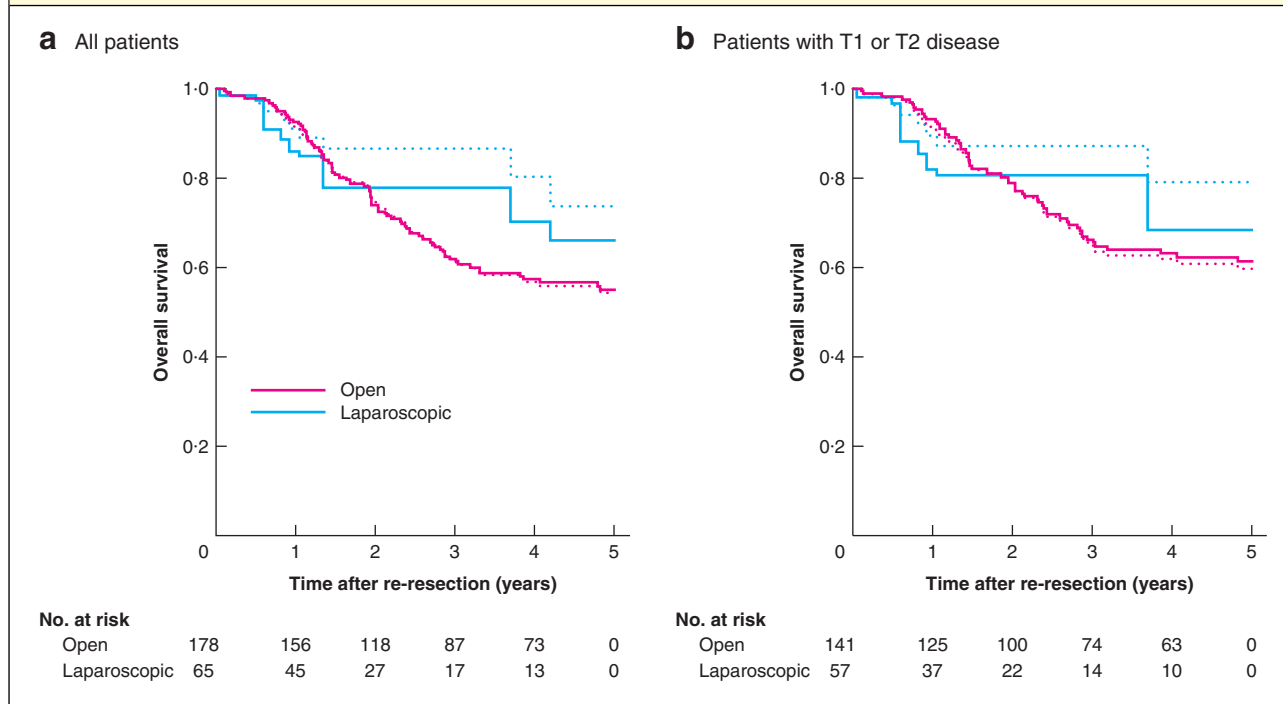 a All patients
1·0
0·8
0·6
0·4
0·2
0
Overall survival
Open
Laparoscopic
1 2 3 4 5
Time after re-resection (years)
No. at risk
Open 178 156 118 87 73 0
Laparoscopic 65 45 27 17 13 0
b Patients with T1 or T2 disease
1·0
0·8
0·6
0·4
0·2
0
Overall survival
1 2 3 4 5
Time after re-resection (years)
No. at risk
Open 141 125 100 74 63 0
Laparoscopic 57 37 22 14 10 0